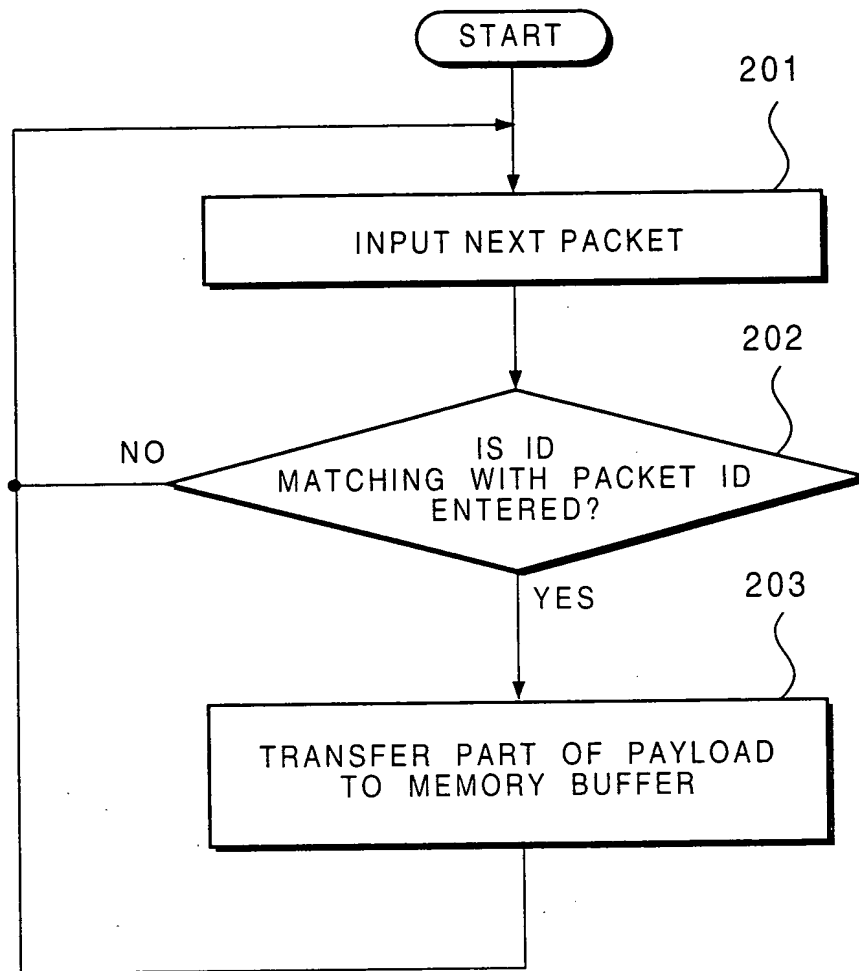 START
201
INPUT NEXT PACKET
202
NO
IS ID
MATCHING WITH PACKET ID
ENTERED?
YES
203
TRANSFER PART OF PAYLOAD
TO MEMORY BUFFER